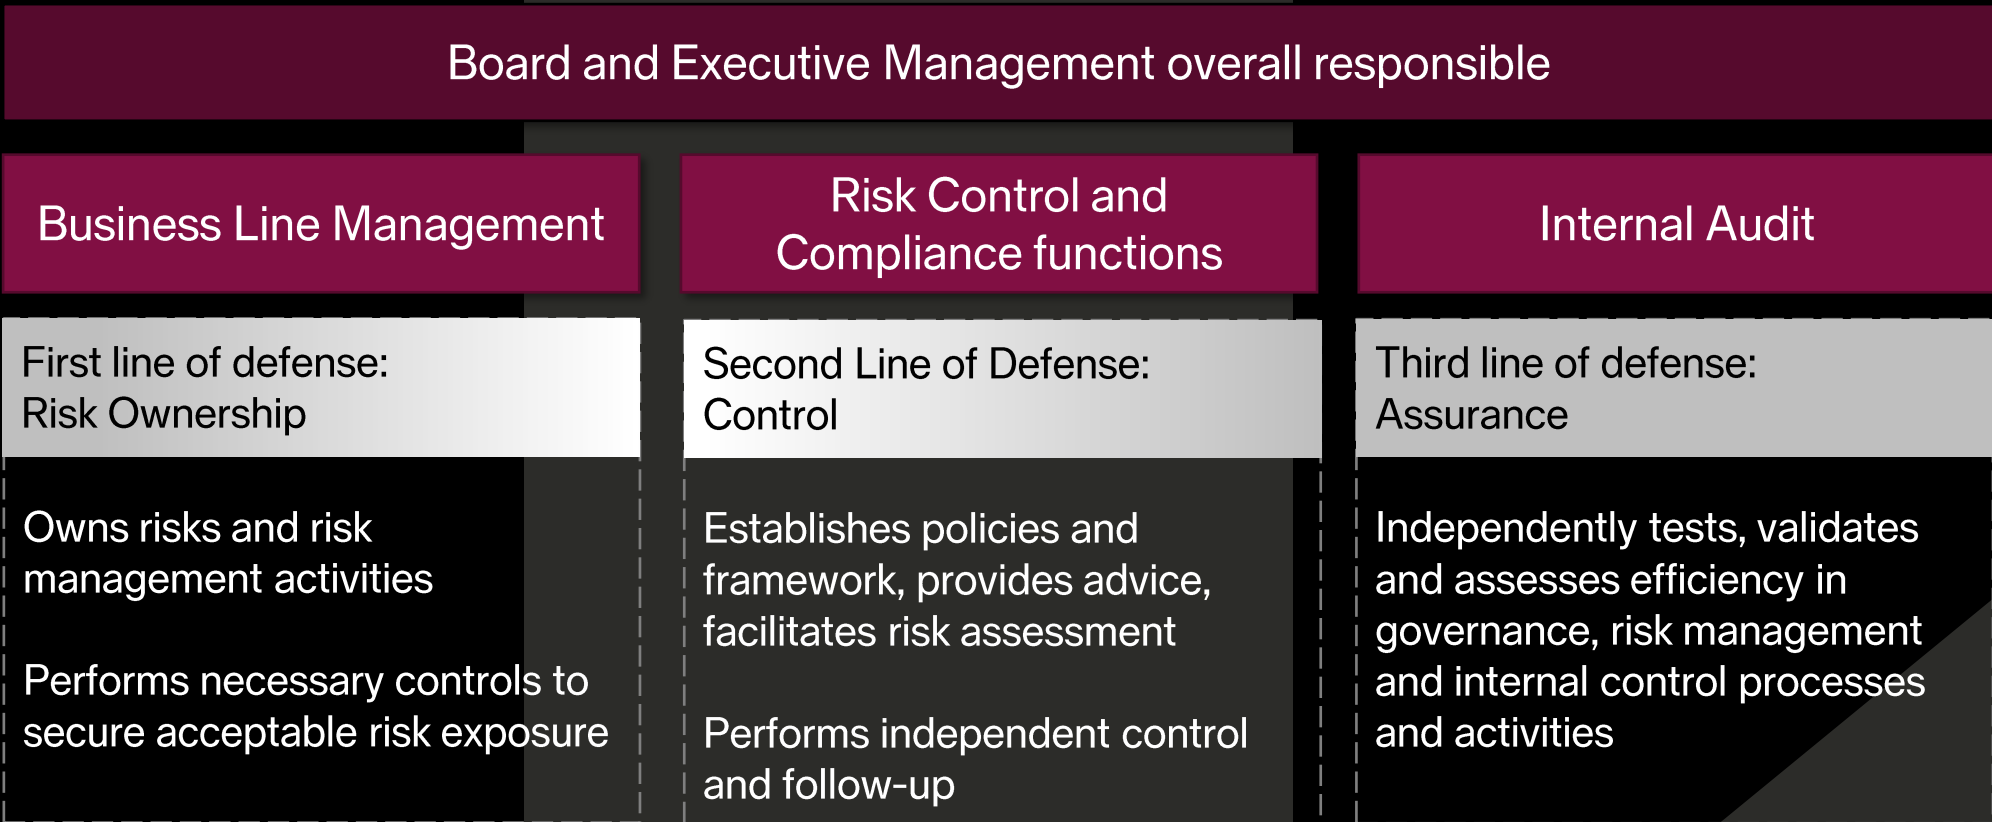 Board and Executive Management overall responsible
Business Line Management
Risk Control and
Compliance functions
Internal Audit
First line of defense:
Risk Ownership
Owns risks and risk
management activities
Performs necessary controls to
secure acceptable risk exposure
Second Line of Defense:
Control
Establishes policies and
framework, provides advice,
facilitates risk assessment
Performs independent control
and follow-up
Third line of defense:
Assurance
Independently tests, validates
and assesses efficiency in
governance, risk management
and internal control processes
and activities